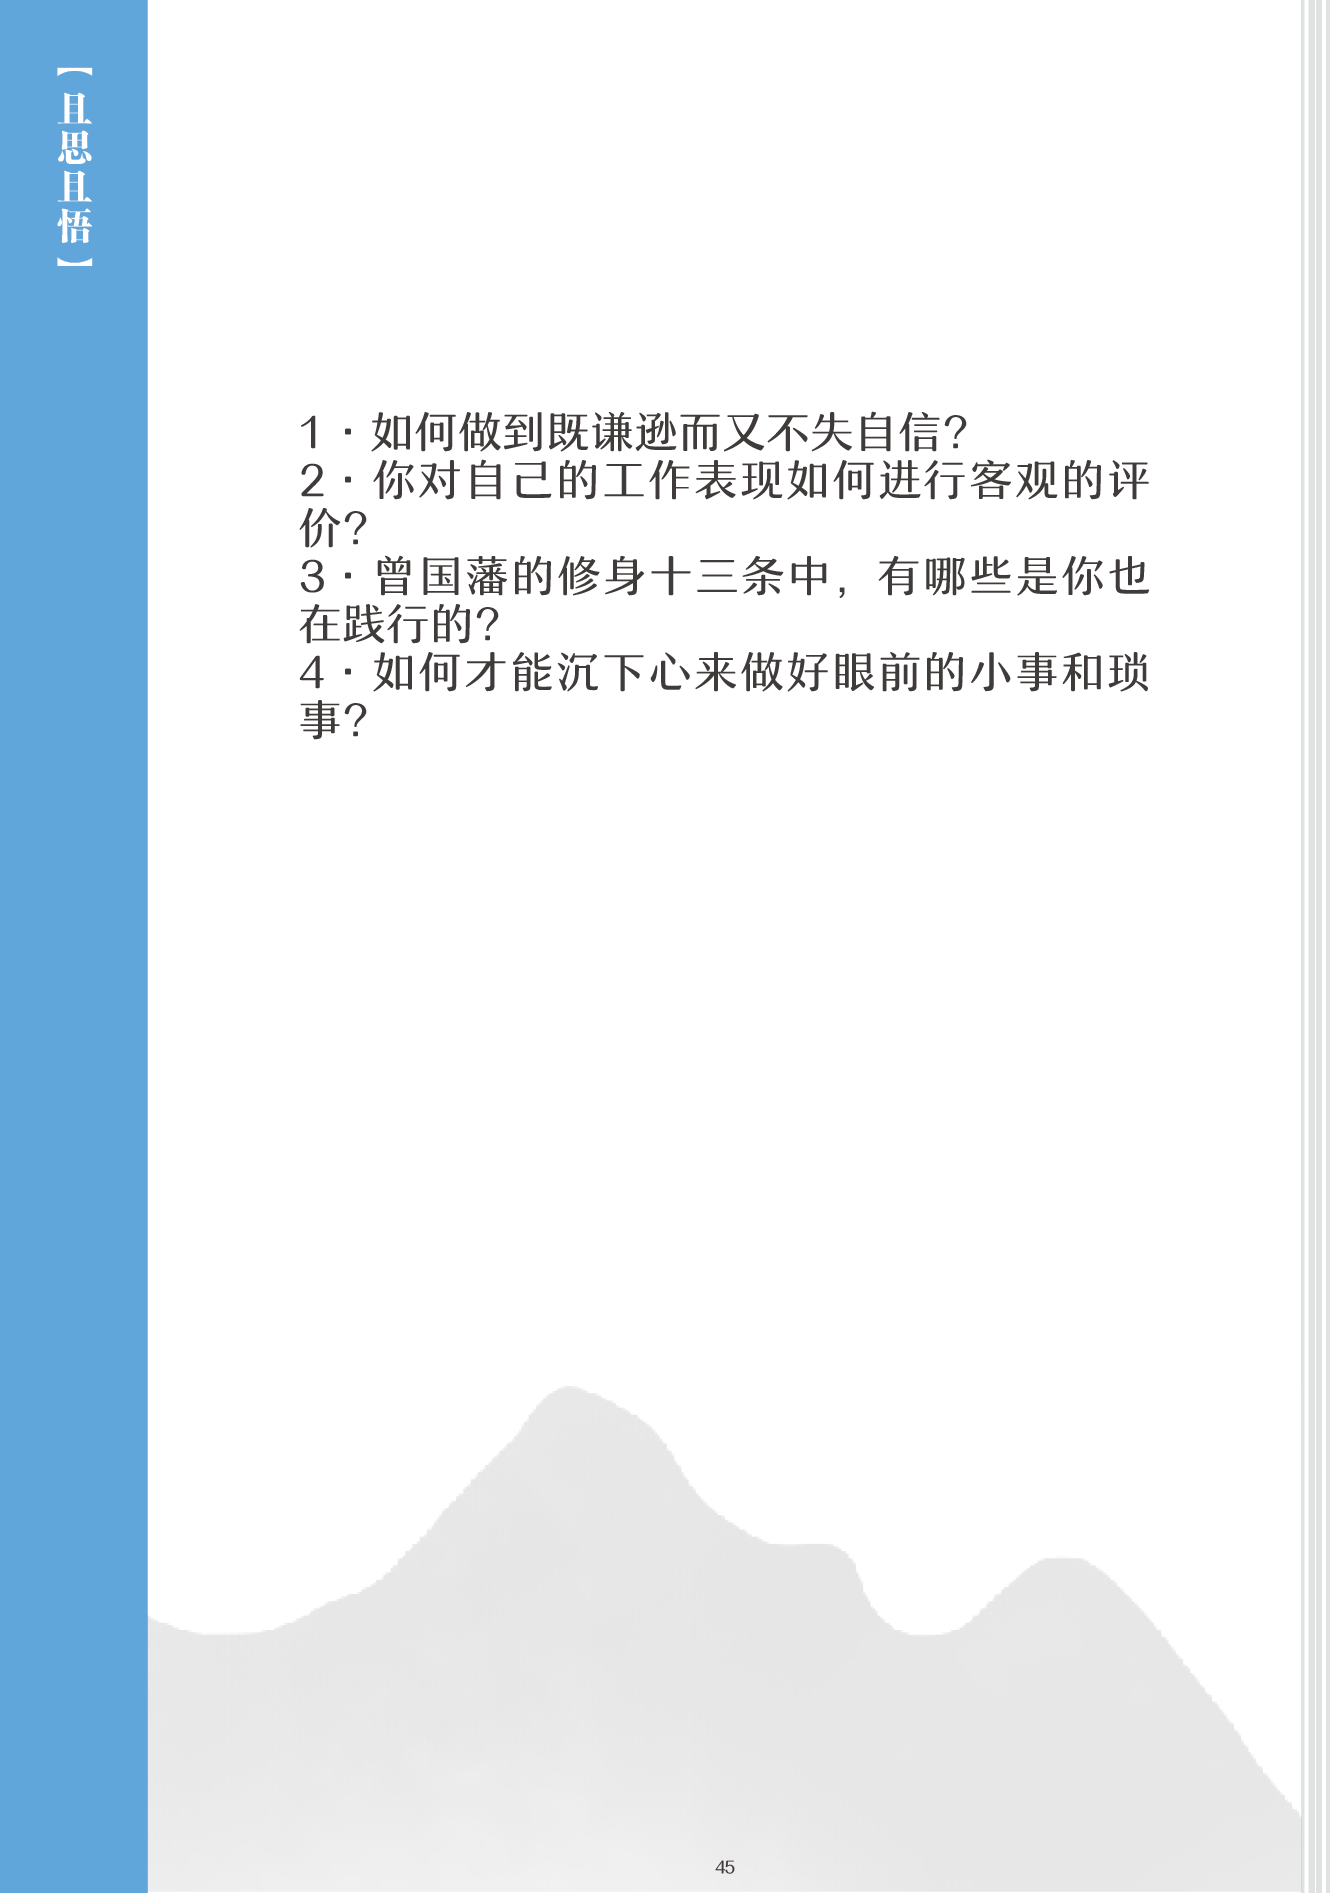 【且思且悟】
1·如何做到既谦逊而又不失自信?
2·你对自己的工作表现如何进行客观的评
价?
3·曾国藩的修身十三条中，有哪些是你也
在践行的?
4·如何才能沉下心来做好眼前的小事和琐
事?
45